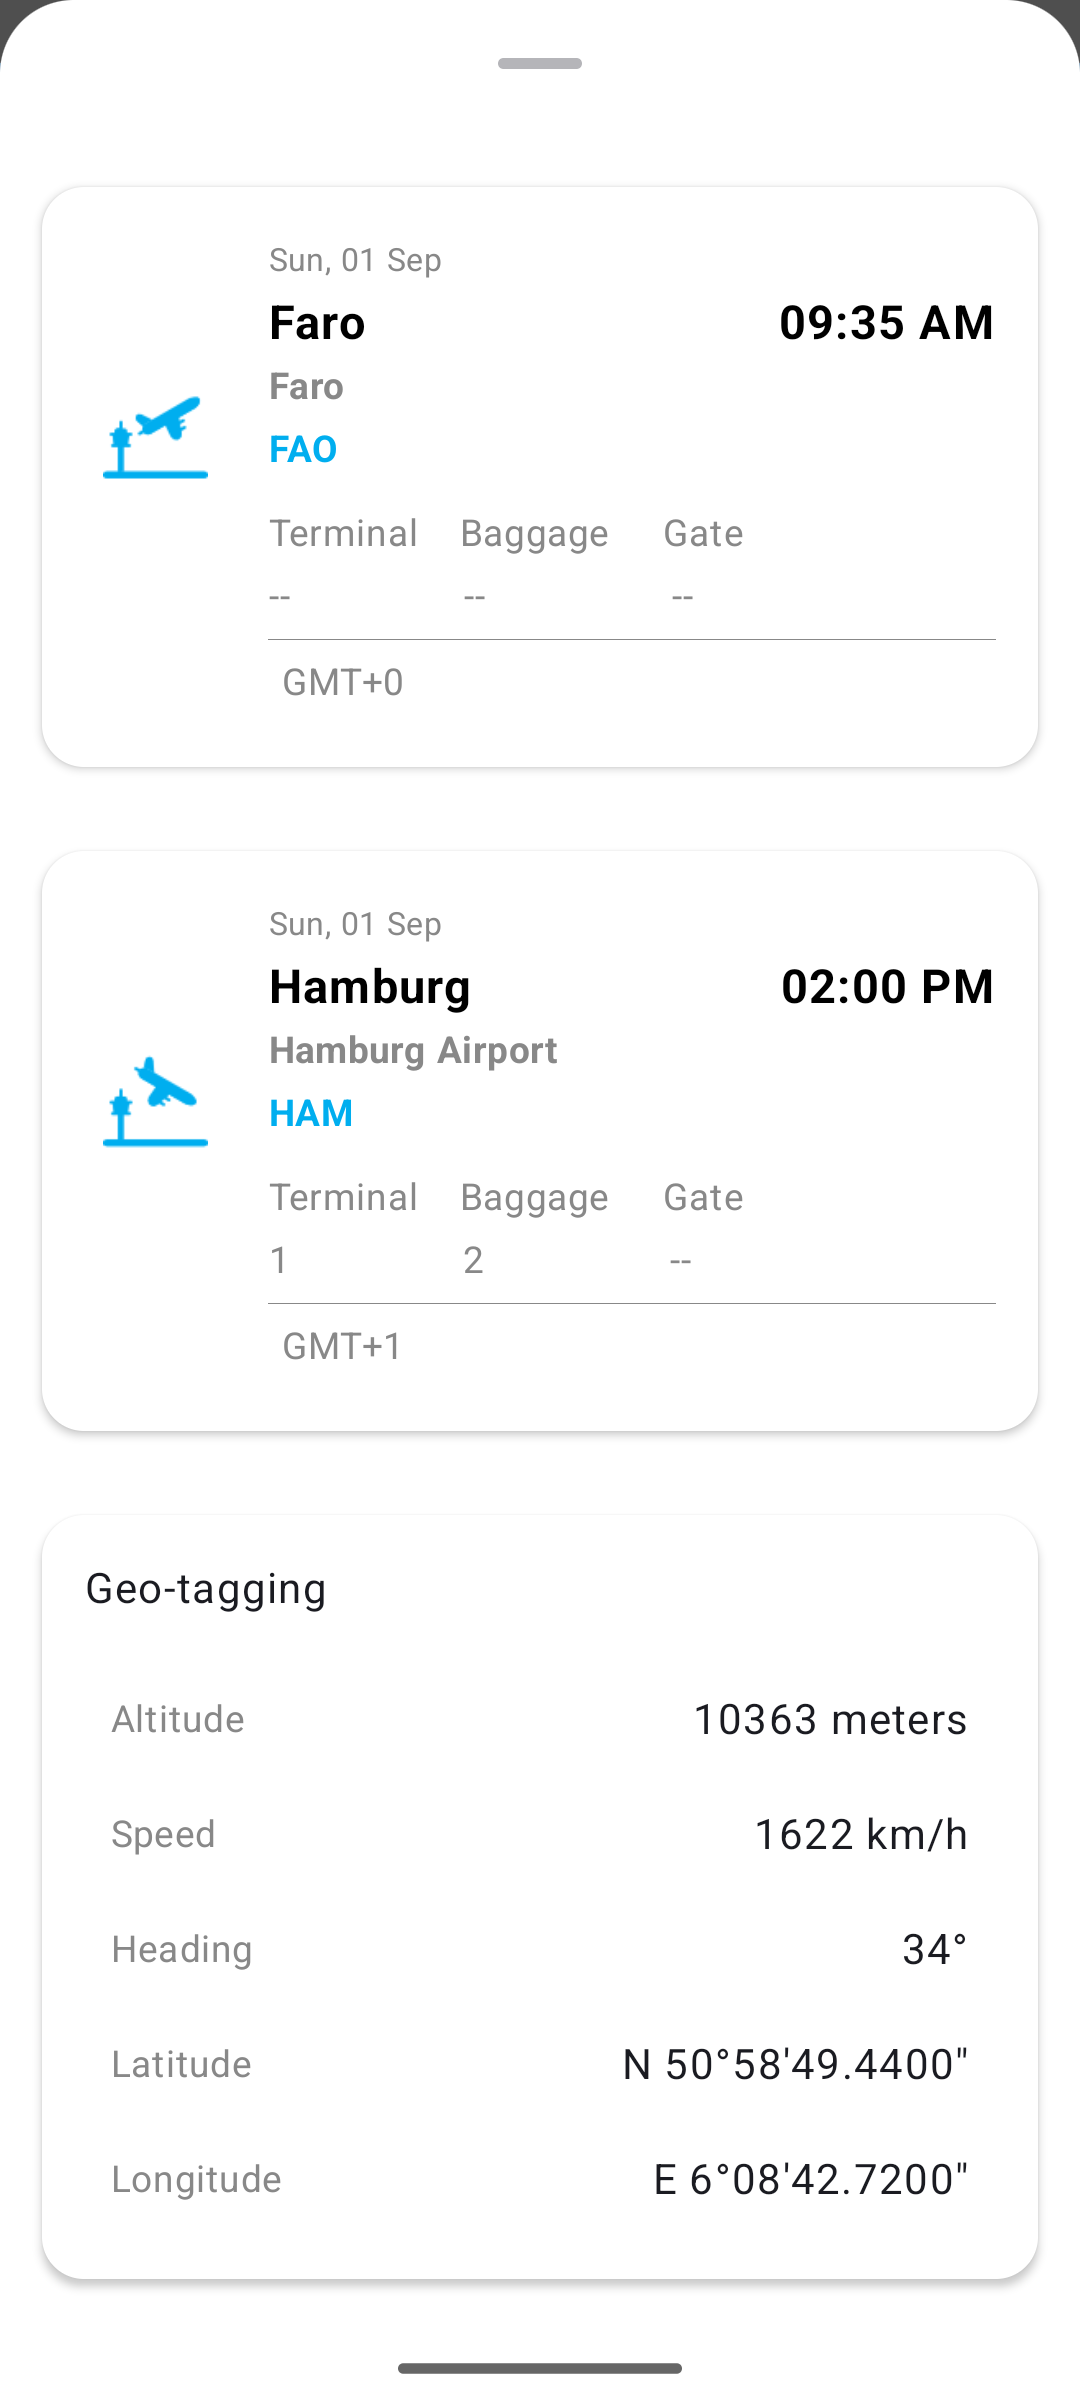 Sun, 01 Sep
Faro 09:35 AM
Faro
FAO
Terminal Baggage Gate
-- -- --
GMT+0
Sun, 01 Sep
Hamburg 02:00 PM
Hamburg Airport
HAM
Terminal Baggage Gate
1 2 --
GMT+1
Geo-tagging
Altitude 10363 meters
Speed 1622 km/h
Heading 34°
Latitude N 50°58'49.4400"
Longitude E 6°08'42.7200"